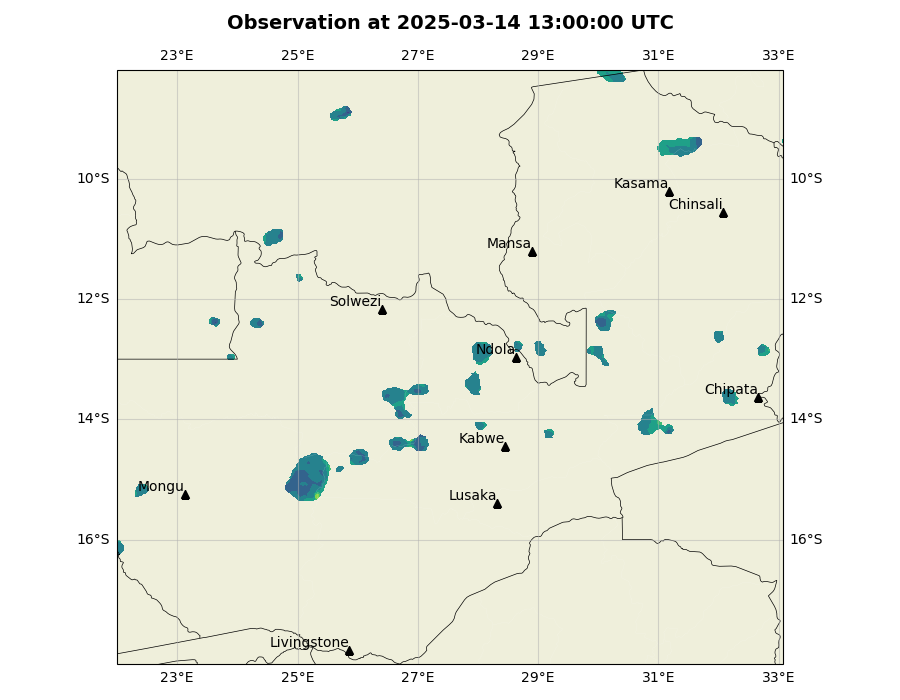 Observation at 2025-03-14 13:00:00 UTC
23°E 25°E 27°E 29°E 31°E 33°E
10°S 10°S
Kasama
Chinsali
Mansa
12°S 12°S
Solwezi
Ndola
Chipata
14°S 14°S
Kabwe
Mongu
Lusaka
16°S 16°S
Livingstone
23°E 25°E 27°E 29°E 31°E 33°E